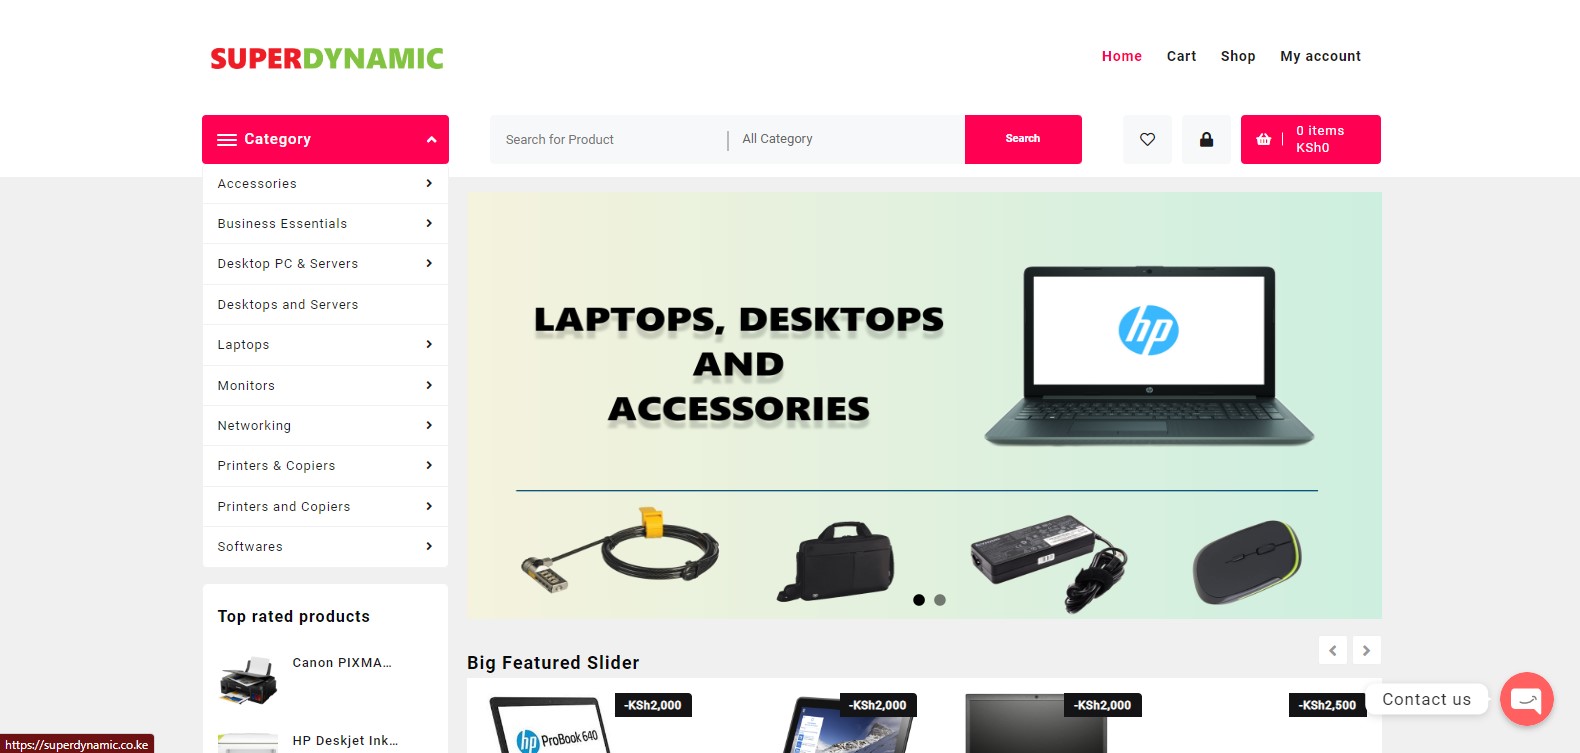 SUPERDYNAMIC
Home Cart Shop My account
Category
Search for Product
All Category
Search
0 items
KSh0
Accessories
Business Essentials
Desktop PC & Servers
Desktops and Servers
Laptops
Monitors
Networking
Printers & Copiers
Printers and Copiers
Softwares
LAPTOPS, DESKTOPS
AND
ACCESSORIES
hp
Top rated products
Canon PIXMA...
HP Deskjet Ink...
Big Featured Slider
-KSh2,000
-KSh2,000
-KSh2,000
-KSh2,500
hp ProBook 640
Contact us
https://superdynamic.co.ke